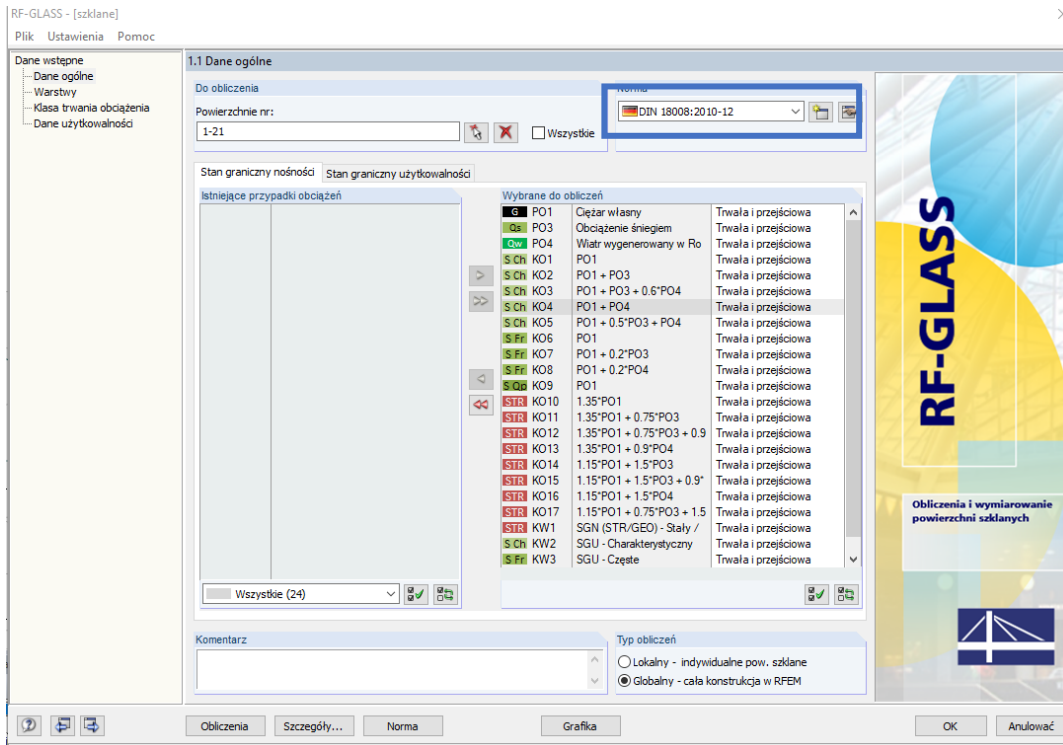 RF-GLASS - [szklane]
Plik Ustawienia Pomoc
Dane wstępne
Dane ogólne
Warstwy
Klasa trwania obciążenia
Dane użytkowalności
1.1 Dane ogólne
Do obliczenia
Powierzchnie nr:
1-21
Wszystkie
Norma
DIN 18008:2010-12
Stan graniczny nośności Stan graniczny użytkowalności
Istniejące przypadki obciążeń
Wszystkie (24)
Wybrane do obliczeń
G PO1 Ciężar własny Trwała i przejściowa
Qs PO3 Obciążenie śniegiem Trwała i przejściowa
Qw PO4 Wiatr wygenerowany w Ro Trwała i przejściowa
S Ch KO1 PO1 Trwała i przejściowa
S Ch KO2 PO1 + PO3 Trwała i przejściowa
S Ch KO3 PO1 + PO3 + 0.6*PO4 Trwała i przejściowa
S Ch KO4 PO1 + PO4 Trwała i przejściowa
S Ch KO5 PO1 + 0.5*PO3 + PO4 Trwała i przejściowa
S Fr KO6 PO1 Trwała i przejściowa
S Fr KO7 PO1 + 0.2*PO3 Trwała i przejściowa
S Fr KO8 PO1 + 0.2*PO4 Trwała i przejściowa
S Qp KO9 PO1 Trwała i przejściowa
STR KO10 1.35*PO1 Trwała i przejściowa
STR KO11 1.35*PO1 + 0.75*PO3 Trwała i przejściowa
STR KO12 1.35*PO1 + 0.75*PO3 + 0.9 Trwała i przejściowa
STR KO13 1.35*PO1 + 0.9*PO4 Trwała i przejściowa
STR KO14 1.15*PO1 + 1.5*PO3 Trwała i przejściowa
STR KO15 1.15*PO1 + 1.5*PO3 + 0.9* Trwała i przejściowa
STR KO16 1.15*PO1 + 1.5*PO4 Trwała i przejściowa
STR KO17 1.15*PO1 + 0.75*PO3 + 1.5 Trwała i przejściowa
STR KW1 SGN (STR/GEO) - Stały / Trwała i przejściowa
S Ch KW2 SGU - Charakterystyczny Trwała i przejściowa
S Fr KW3 SGU - Częste Trwała i przejściowa
Komentarz
Typ obliczeń
Lokalny - indywidualne pow. szklane
Globalny - cała konstrukcja w RFEM
RF-GLASS
Obliczenia i wymiarowanie
powierzchni szklanych
Obliczenia Szczegóły... Norma Grafika OK Anulować